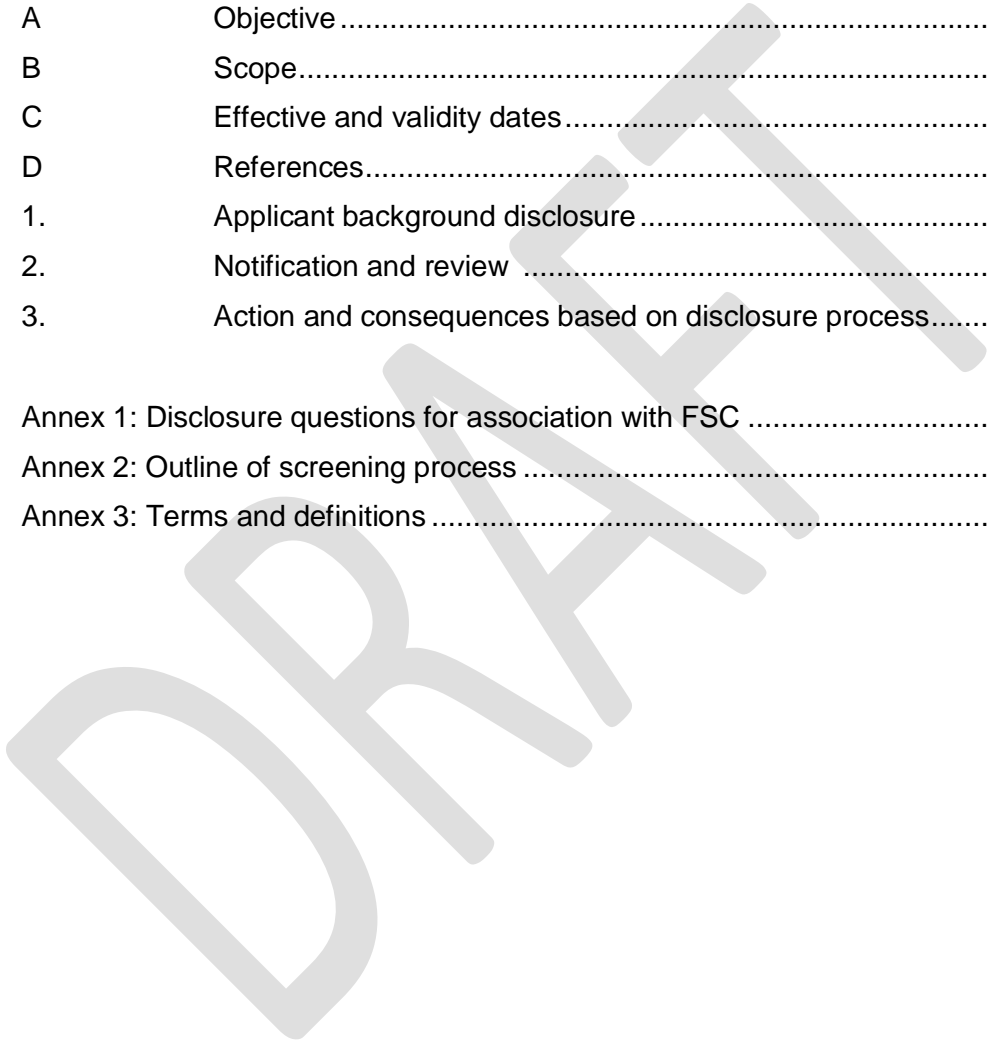 A Objective ................................................................................
B Scope....................................................................................
C Effective and validity dates....................................................
D References............................................................................
1. Applicant background disclosure...........................................
2. Notification and review .........................................................
3. Action and consequences based on disclosure process.......
Annex 1: Disclosure questions for association with FSC .............................
Annex 2: Outline of screening process .........................................................
Annex 3: Terms and definitions ....................................................................
DRAFT